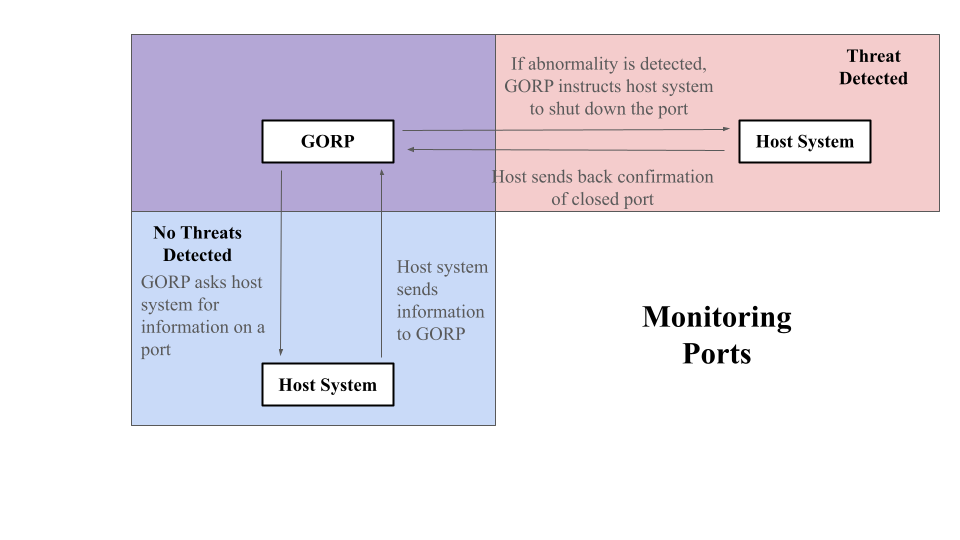 If abnormality is detected,
GORP instructs host system
to shut down the port
Threat
Detected
GORP
Host System
Host sends back confirmation
of closed port
No Threats
Detected
GORP asks host
system for
information on a
port
Host system
sends
information
to GORP
Host System
Monitoring
Ports